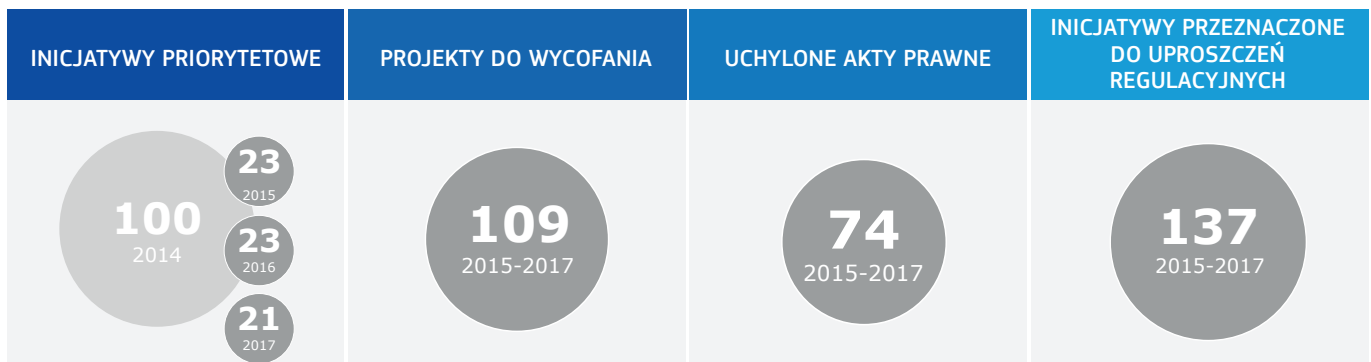 INICJATYWY PRIORYTETOWE
PROJEKTY DO WYCOFANIA
UCHYLONE AKTY PRAWNE
INICJATYWY PRZEZNACZONE
DO UPROSZCZEŃ
REGULACYJNYCH
100
2014
23
2015
23
2016
21
2017
109
2015-2017
74
2015-2017
137
2015-2017